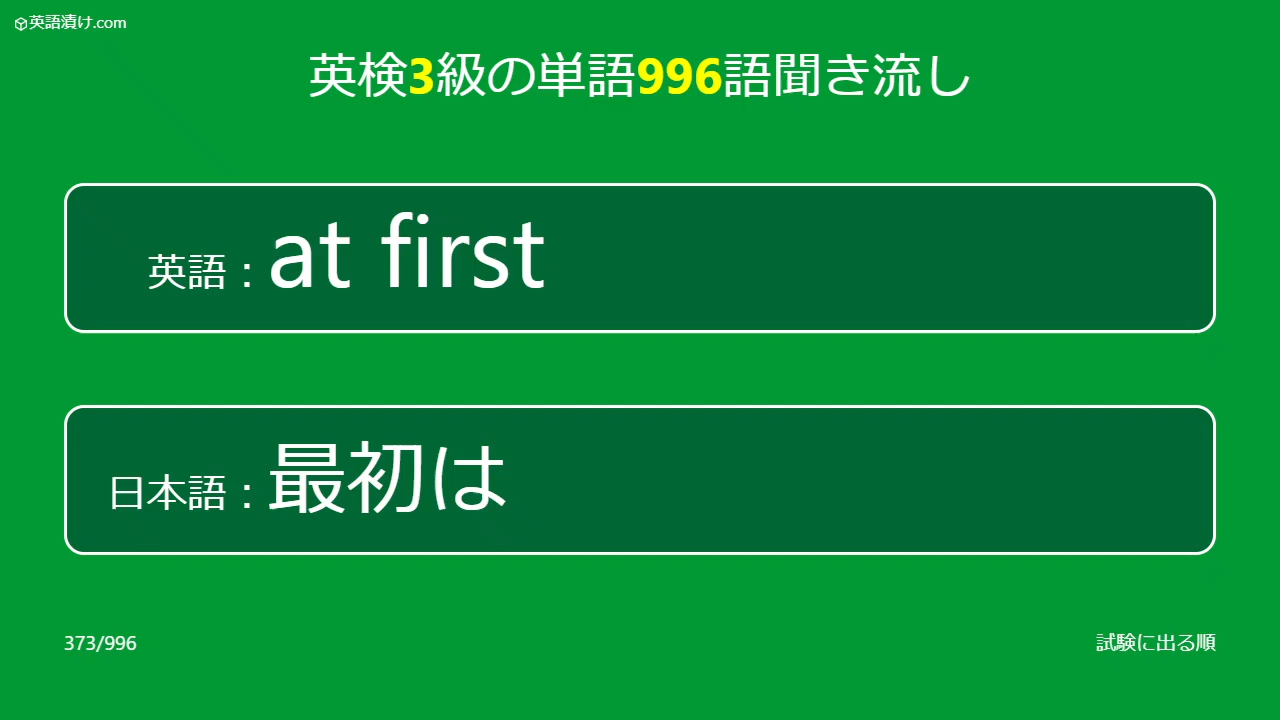 英語漬け.com
英検3級の単語996語聞き流し
英語：at first
日本語：最初は
373/996
試験に出る順